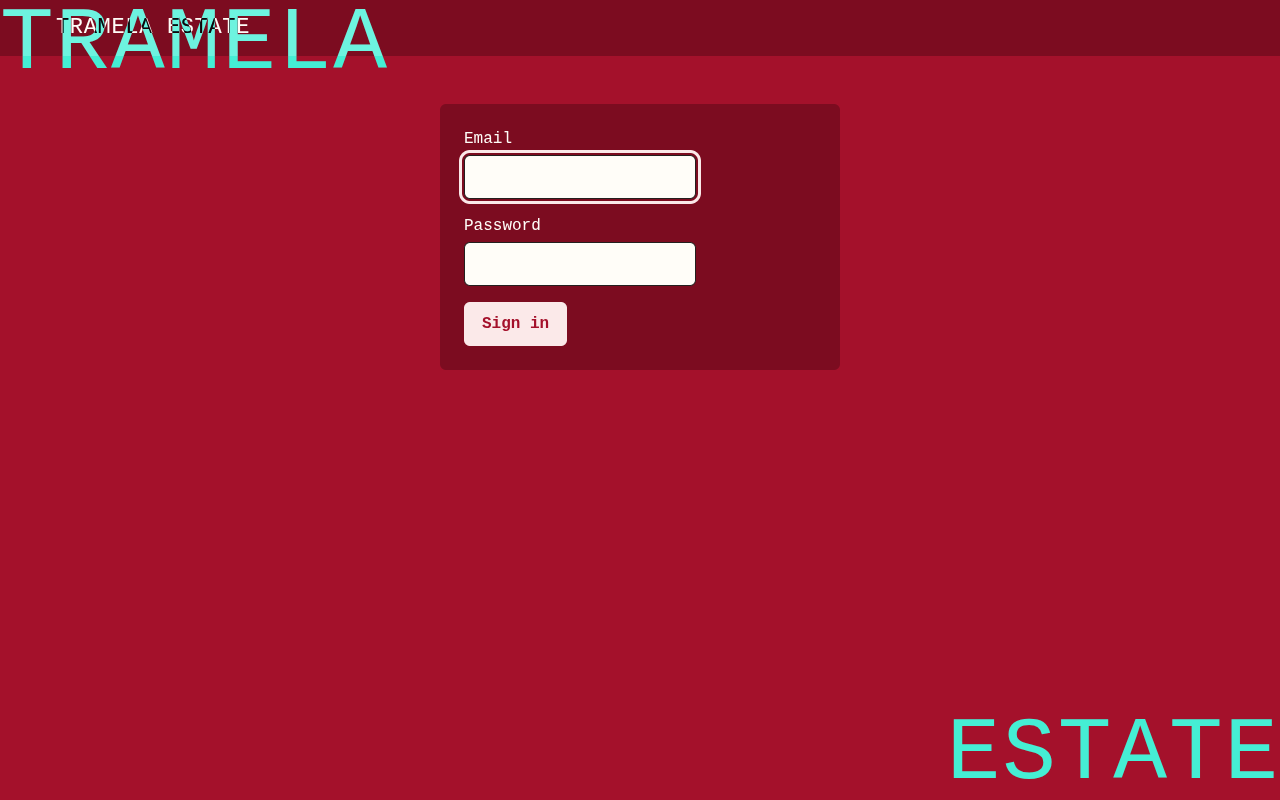 TRAMELA
TRAMELA ESTATE
Email
Password
Sign in
ESTATE